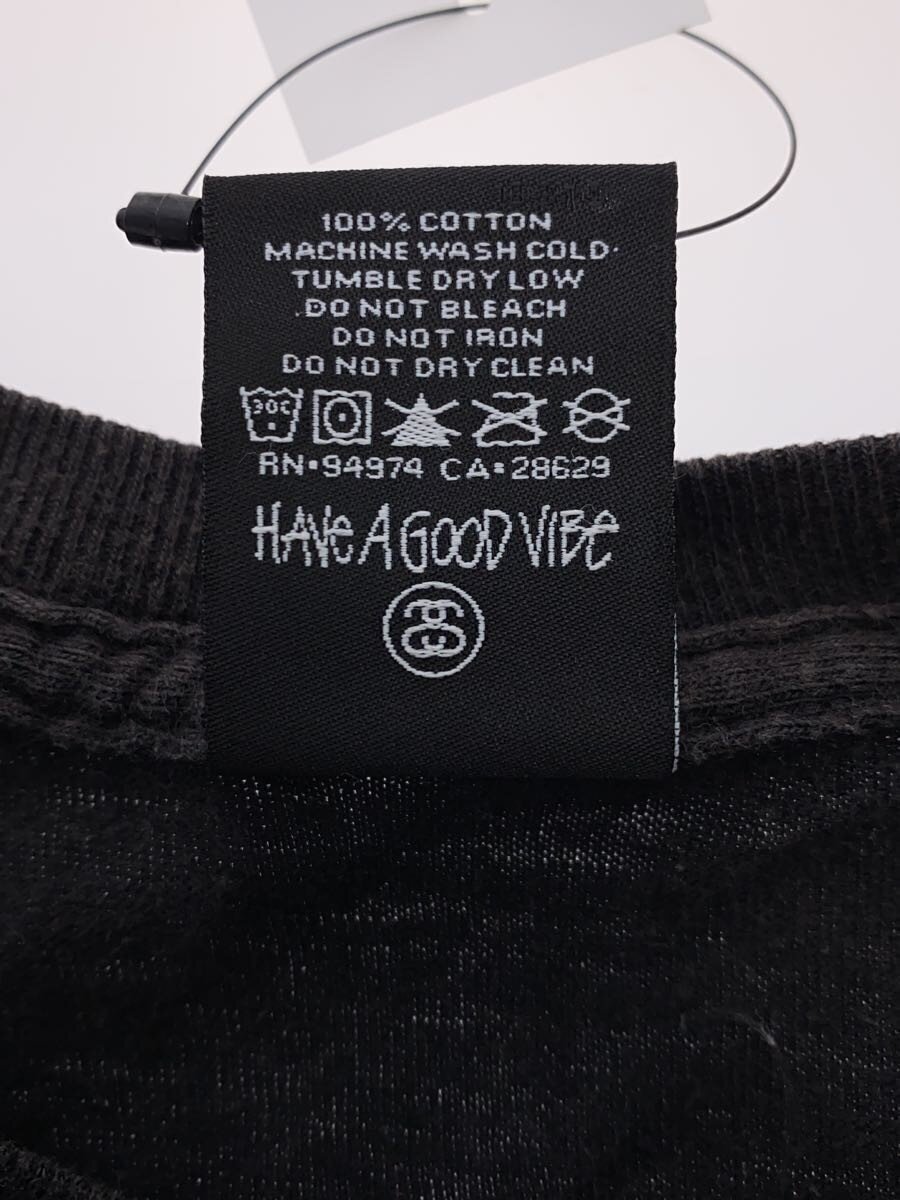 100% COTTON
MACHINE WASH COLD
TUMBLE DRY LOW
DO NOT BLEACH
DO NOT IRON
DO NOT DRY CLEAN
30C
RN•94974 CA•28629
HAVE A GOOD VIBE